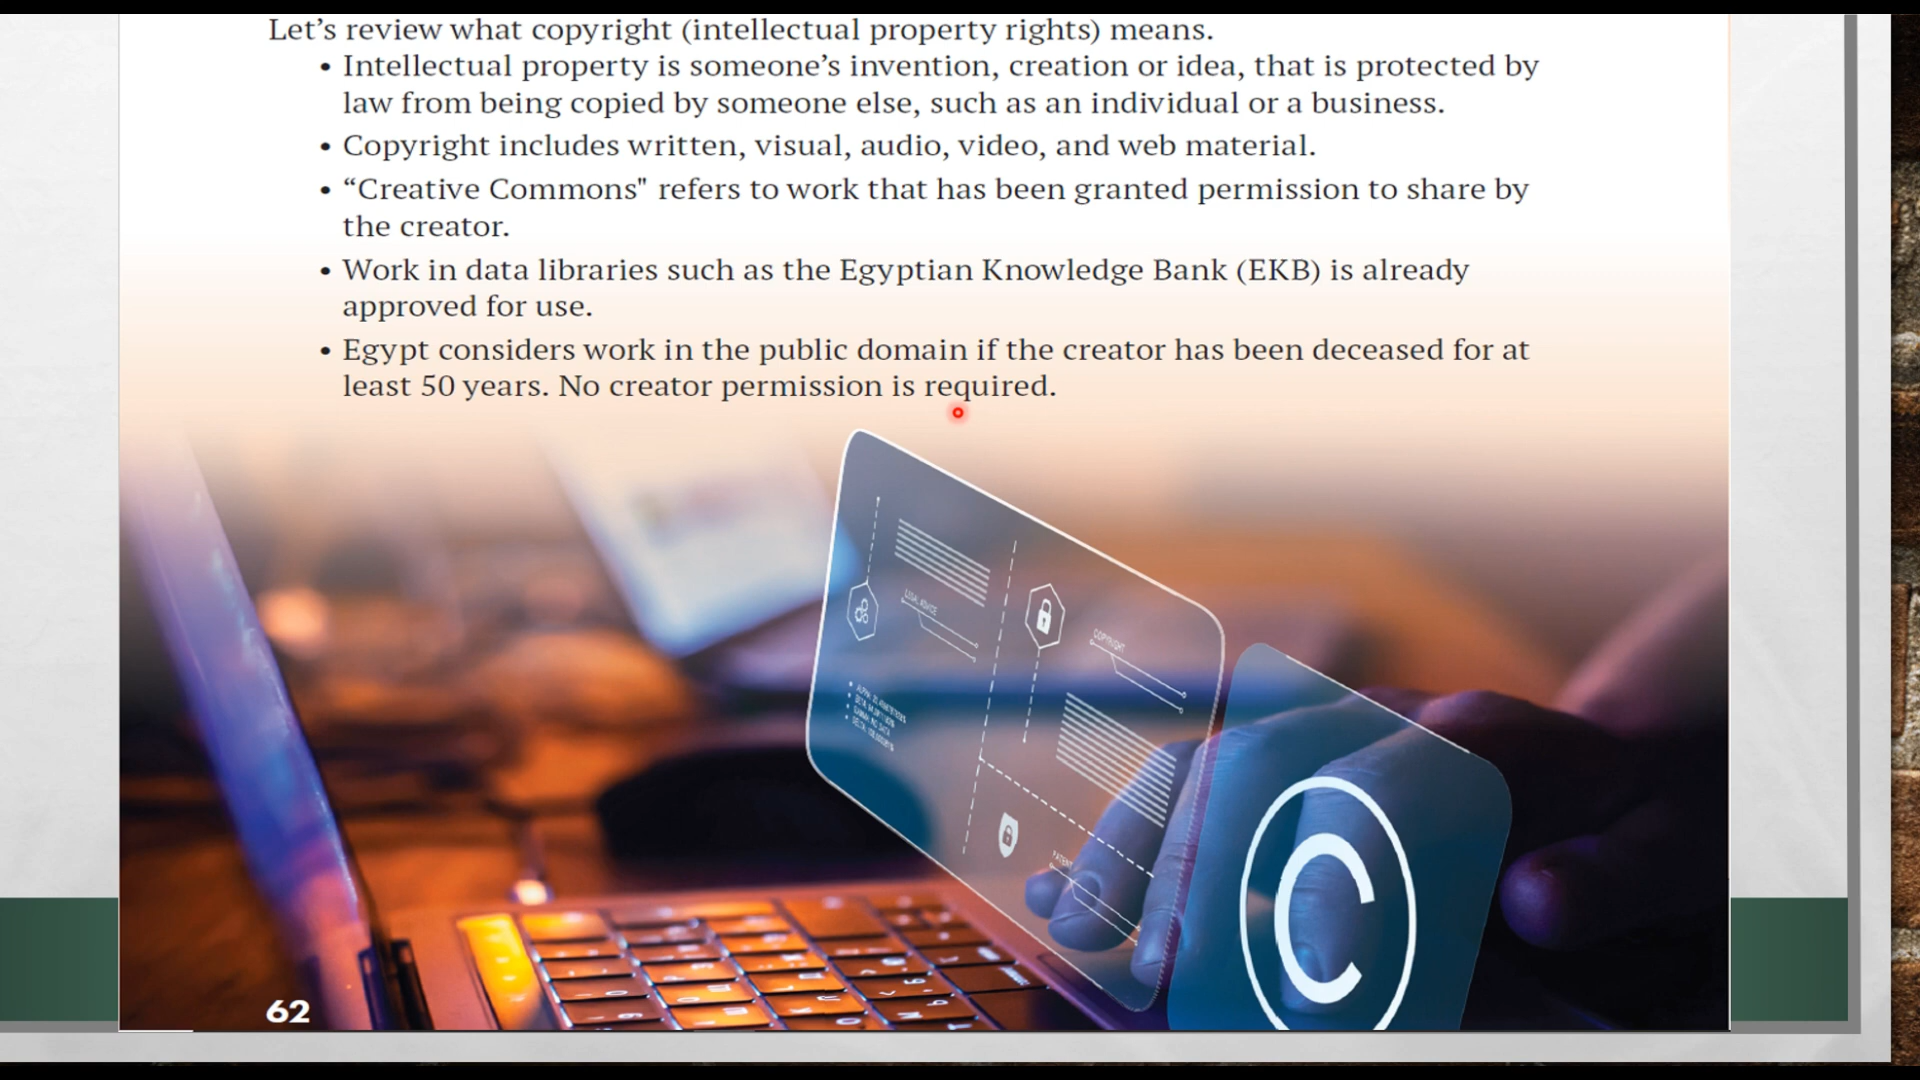 Let's review what copyright (intellectual property rights) means.
• Intellectual property is someone's invention, creation or idea, that is protected by
law from being copied by someone else, such as an individual or a business.
• Copyright includes written, visual, audio, video, and web material.
• “Creative Commons" refers to work that has been granted permission to share by
the creator.
• Work in data libraries such as the Egyptian Knowledge Bank (EKB) is already
approved for use.
• Egypt considers work in the public domain if the creator has been deceased for at
least 50 years. No creator permission is required.
LEGAL ADVICE
COPYRIGHT
PATENT
C
62